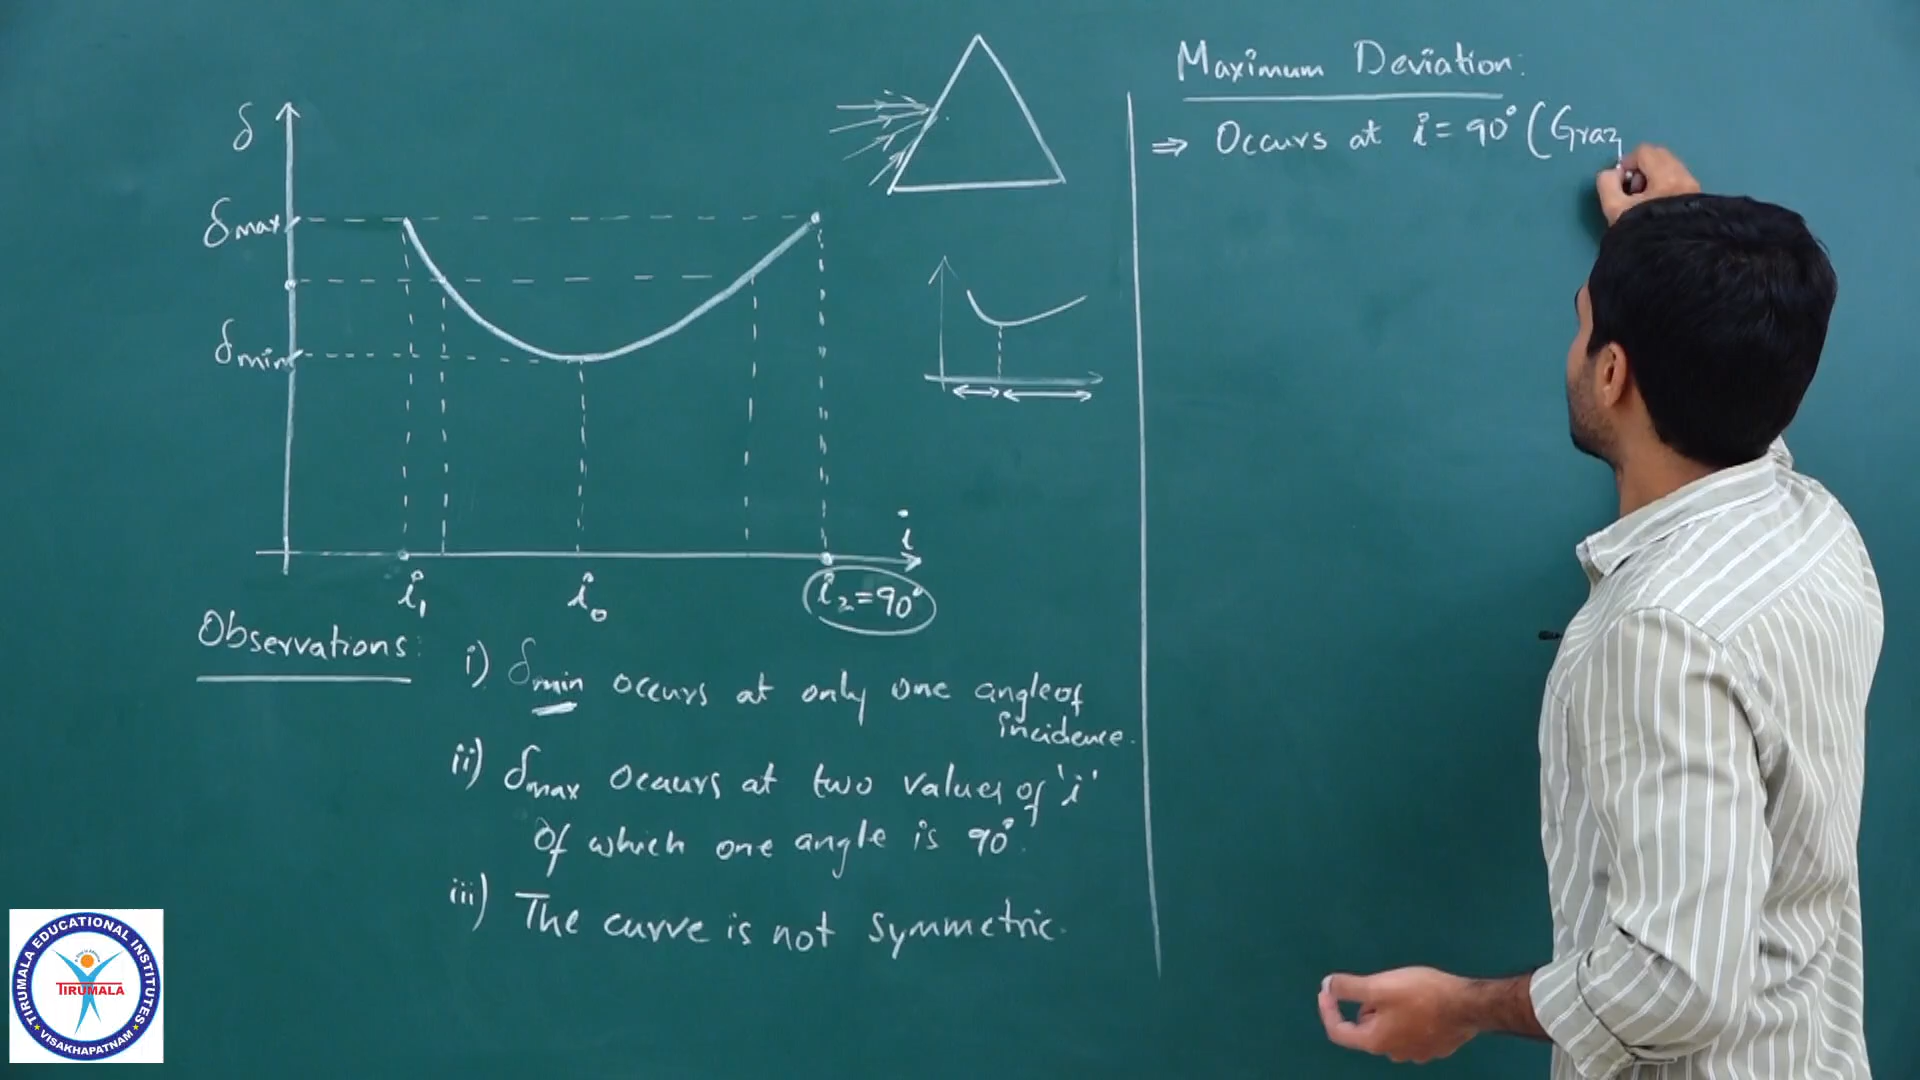 δ
δmax
δmin
i
i₁
i₀
i₂=90°
Observations:
i) δmin occurs at only one angle of
incidence.
ii) δmax occurs at two values of 'i'
of which one angle is 90°.
iii) The curve is not symmetric.
Maximum Deviation:
⇒ Occurs at i=90° (Graz
TIRUMALA EDUCATIONAL INSTITUTES
TIRUMALA
VISAKHAPATNAM